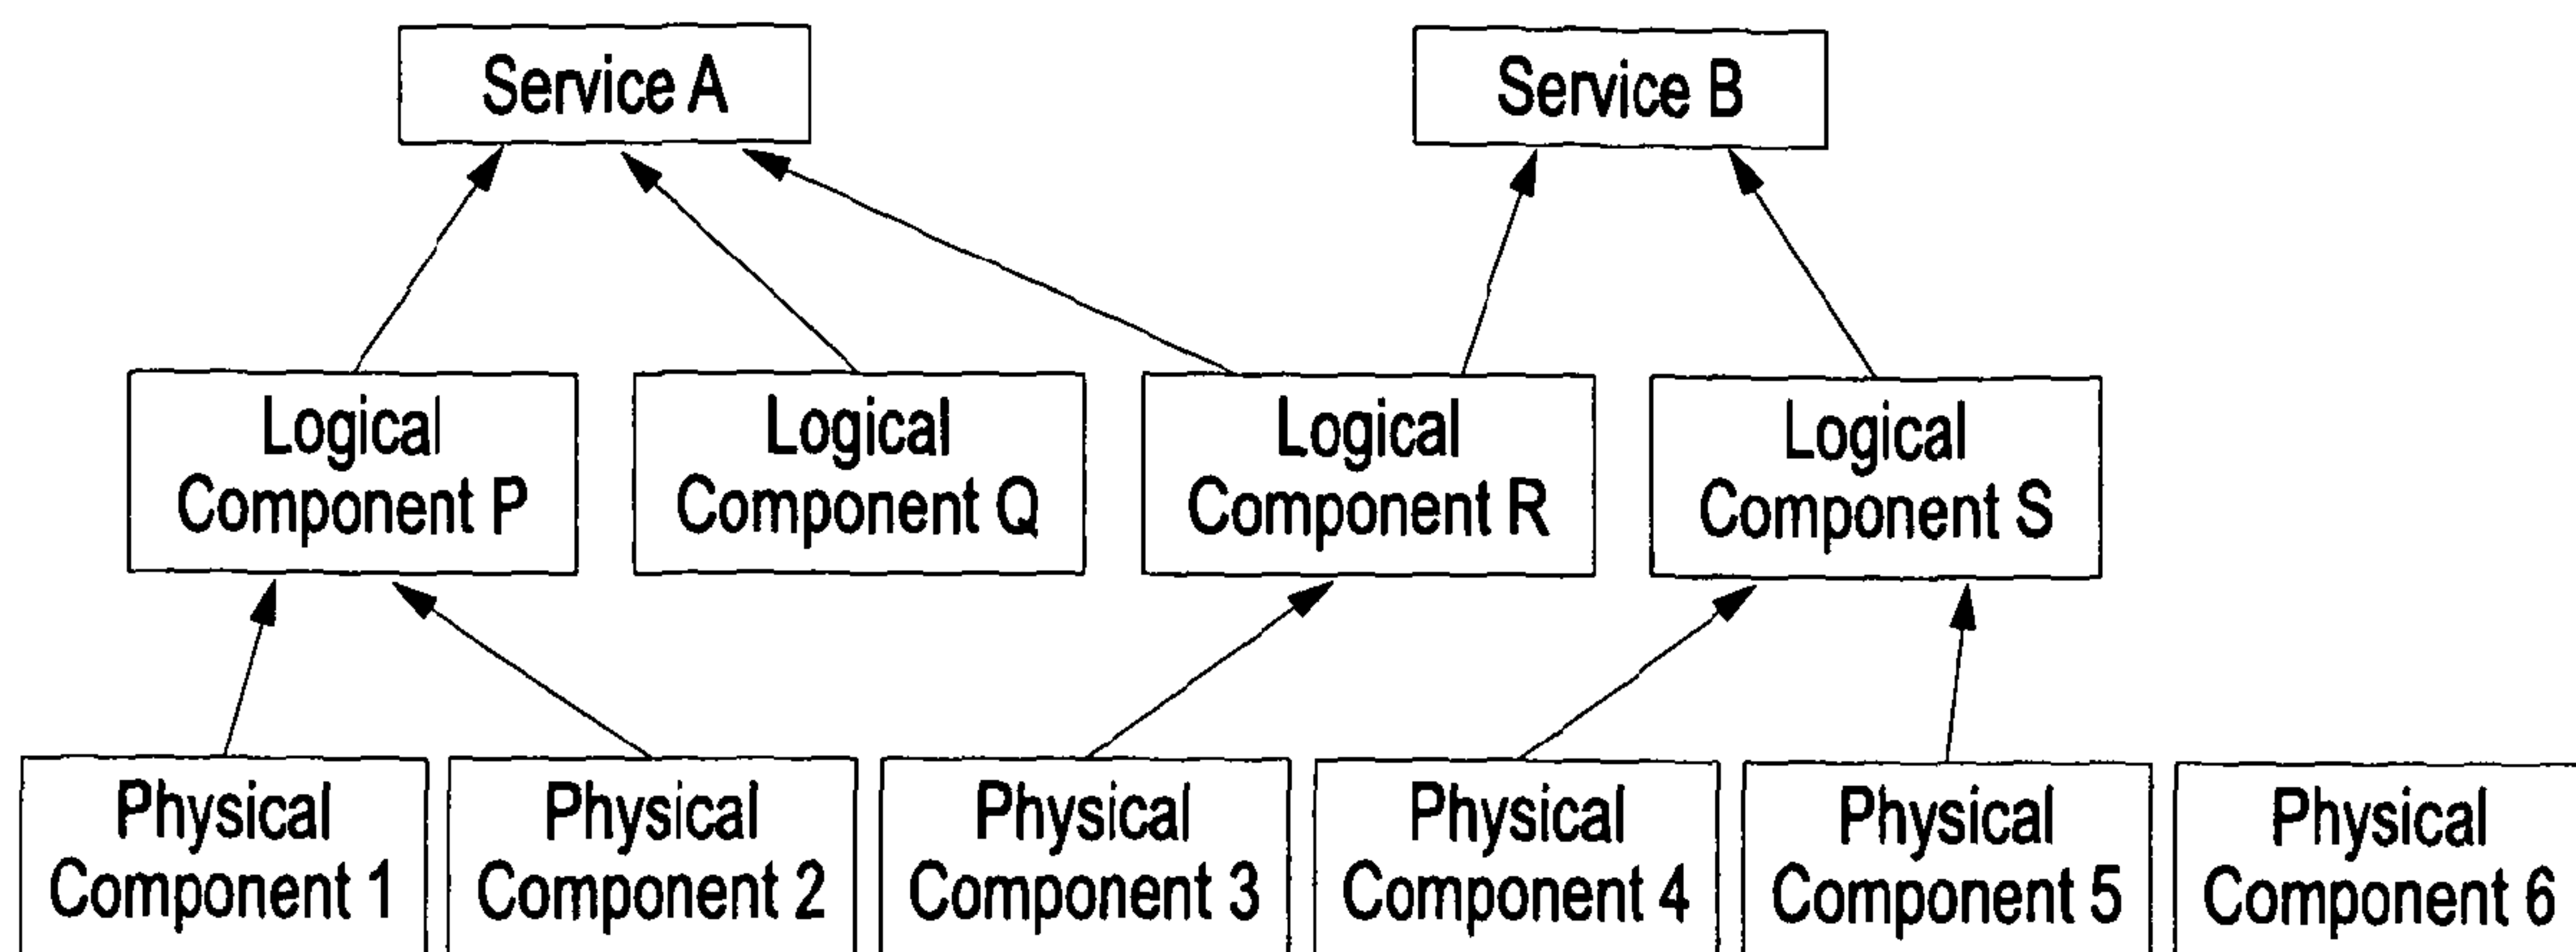 Service A
Service B
Logical
Component P
Logical
Component Q
Logical
Component R
Logical
Component S
Physical
Component 1
Physical
Component 2
Physical
Component 3
Physical
Component 4
Physical
Component 5
Physical
Component 6